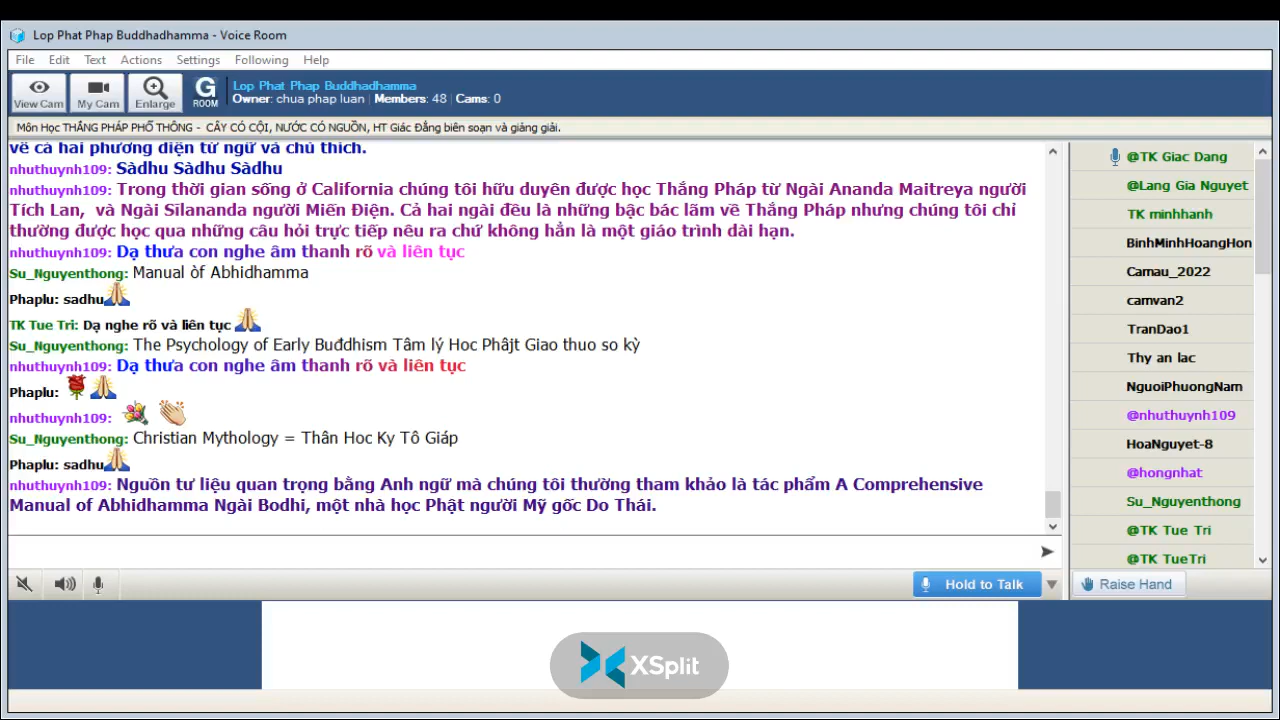 Lop Phat Phap Buddhadhamma - Voice Room
File Edit Text Actions Settings Following Help
View Cam My Cam Enlarge G ROOM
Lop Phat Phap Buddhadhamma
Owner: chua phap luan | Members: 48 | Cams: 0
Môn Học THẮNG PHÁP PHỔ THÔNG - CÂY CÓ CỘI, NƯỚC CÓ NGUỒN, HT Giác Đẳng biên soạn và giảng giải.
về cả hai phương diện từ ngữ và chú thích.
nhuthuynh109: Sàdhu Sàdhu Sàdhu
nhuthuynh109: Trong thời gian sống ở California chúng tôi hữu duyên được học Thắng Pháp từ Ngài Ananda Maitreya người
Tích Lan, và Ngài Sīlananda người Miến Điện. Cả hai ngài đều là những bậc bác lãm về Thắng Pháp nhưng chúng tôi chỉ
thường được học qua những câu hỏi trực tiếp nêu ra chứ không hẳn là một giáo trình dài hạn.
nhuthuynh109: Dạ thưa con nghe âm thanh rõ và liên tục
Su_Nguyenthong: Manual òf Abhidhamma
Phaplu: sadhu
TK Tue Tri: Dạ nghe rõ và liên tục
Su_Nguyenthong: The Psychology of Early Buđdhism Tâm lý Hoc Phâjt Giao thuo so kỳ
nhuthuynh109: Dạ thưa con nghe âm thanh rõ và liên tục
Phaplu:
nhuthuynh109:
Su_Nguyenthong: Christian Mythology = Thân Hoc Ky Tô Giáp
Phaplu: sadhu
nhuthuynh109: Nguồn tư liệu quan trọng bằng Anh ngữ mà chúng tôi thường tham khảo là tác phẩm A Comprehensive
Manual of Abhidhamma Ngài Bodhi, một nhà học Phật người Mỹ gốc Do Thái.
@TK Giac Dang
@Lang Gia Nguyet
TK minhhanh
BinhMinhHoangHon
Camau_2022
camvan2
TranDao1
Thy an lac
NguoiPhuongNam
@nhuthuynh109
HoaNguyet-8
@hongnhat
Su_Nguyenthong
@TK Tue Tri
@TK TueTri
Hold to Talk
Raise Hand
XSplit